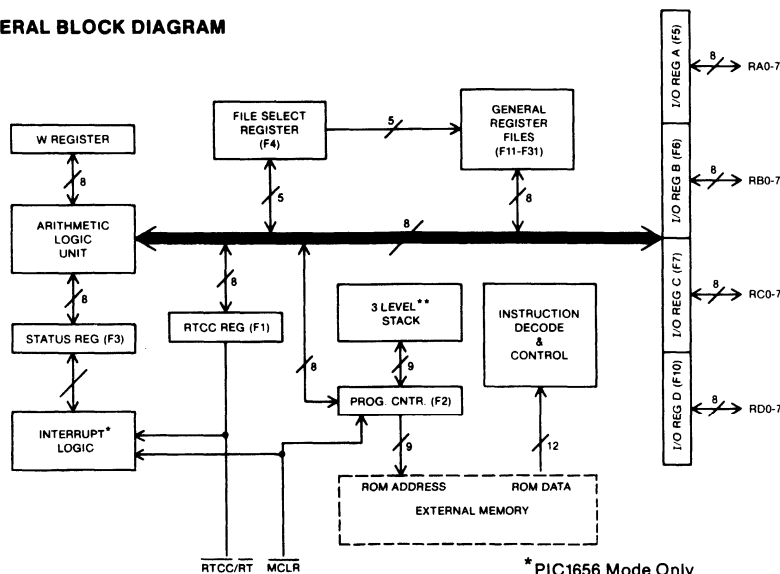 ERAL BLOCK DIAGRAM
I/O REG A (F5)
8
RA0-7
FILE SELECT
REGISTER
(F4)
5
GENERAL
REGISTER
FILES
(F11-F31)
W REGISTER
8
5
8
I/O REG B (F6)
8
RB0-7
ARITHMETIC
LOGIC
UNIT
8
8
8
RTCC REG (F1)
3 LEVEL**
STACK
INSTRUCTION
DECODE
&
CONTROL
I/O REG C (F7)
8
RC0-7
STATUS REG (F3)
8
9
PROG. CNTR. (F2)
I/O REG D (F10)
8
RD0-7
INTERRUPT*
LOGIC
9
12
ROM ADDRESS
ROM DATA
EXTERNAL MEMORY
RTCC/RT
MCLR
*PIC1656 Mode Only